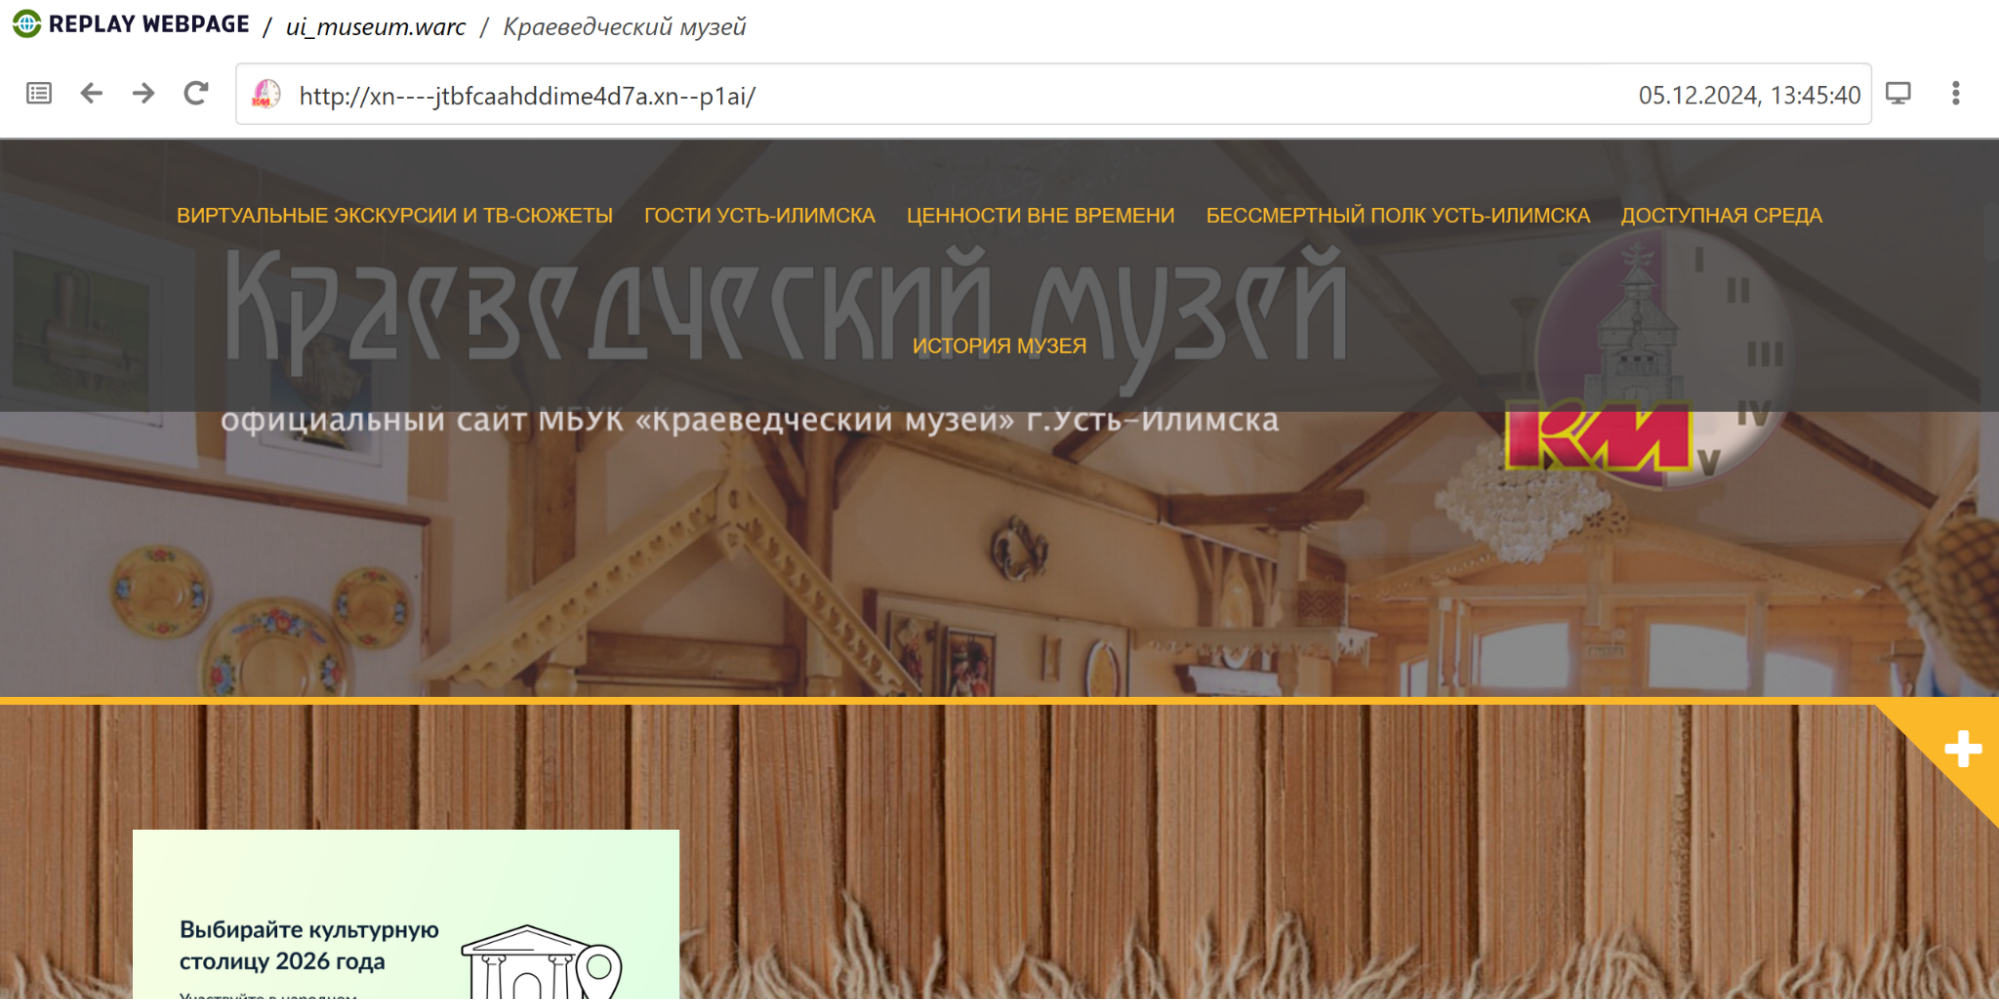 REPLAY WEBPAGE / ui_museum.warc / Краеведческий музей
http://xn----jtbfcaahddime4d7a.xn--p1ai/ 05.12.2024, 13:45:40
ВИРТУАЛЬНЫЕ ЭКСКУРСИИ И ТВ-СЮЖЕТЫ ГОСТИ УСТЬ-ИЛИМСКА ЦЕННОСТИ ВНЕ ВРЕМЕНИ БЕССМЕРТНЫЙ ПОЛК УСТЬ-ИЛИМСКА ДОСТУПНАЯ СРЕДА
Краеведческий музей
ИСТОРИЯ МУЗЕЯ
официальный сайт МБУК «Краеведческий музей» г.Усть-Илимска
I
II
III
IV
V
КМ
Выбирайте культурную
столицу 2026 года
Участвуйте в народном